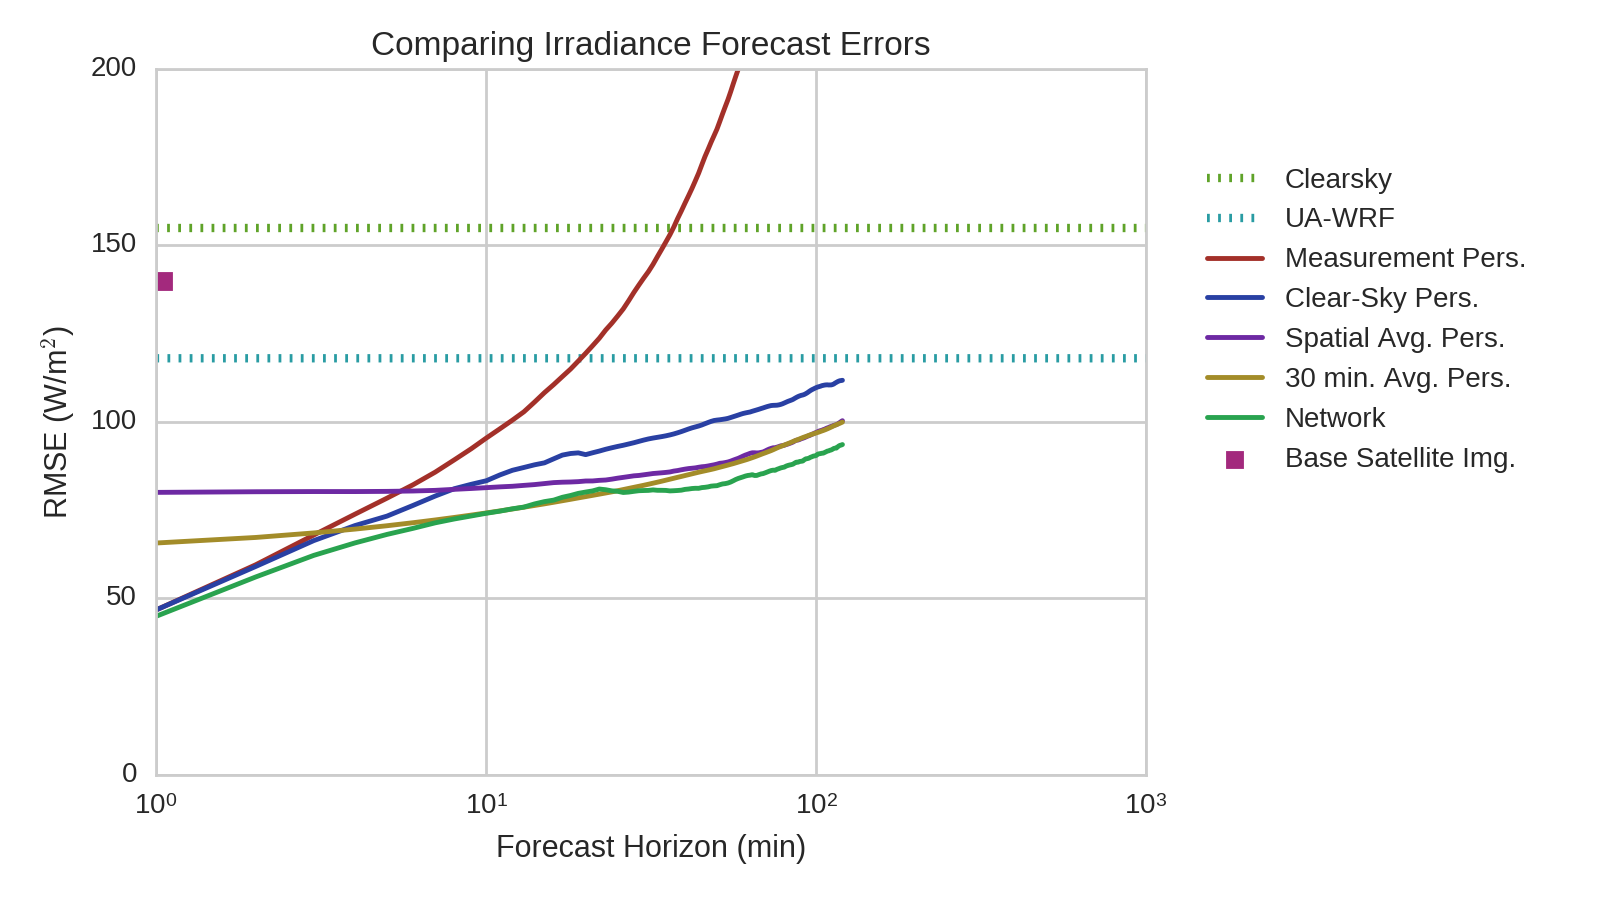 Comparing Irradiance Forecast Errors
200
150
100
50
0
RMSE (W/m²)
10⁰ 10¹ 10² 10³
Forecast Horizon (min)
Clearsky
UA-WRF
Measurement Pers.
Clear-Sky Pers.
Spatial Avg. Pers.
30 min. Avg. Pers.
Network
Base Satellite Img.